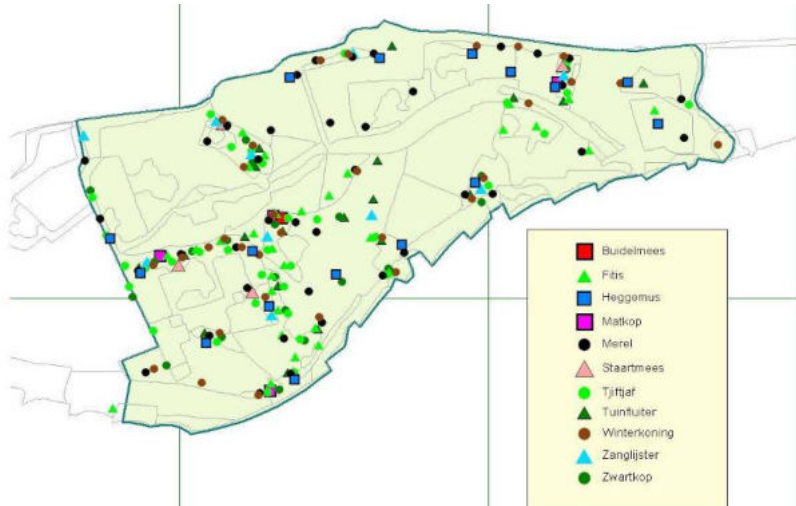 Buidelmees
Fitis
Heggemus
Matkop
Merel
Staartmees
Tjiftjaf
Tuinfluiter
Winterkoning
Zanglijster
Zwartkop